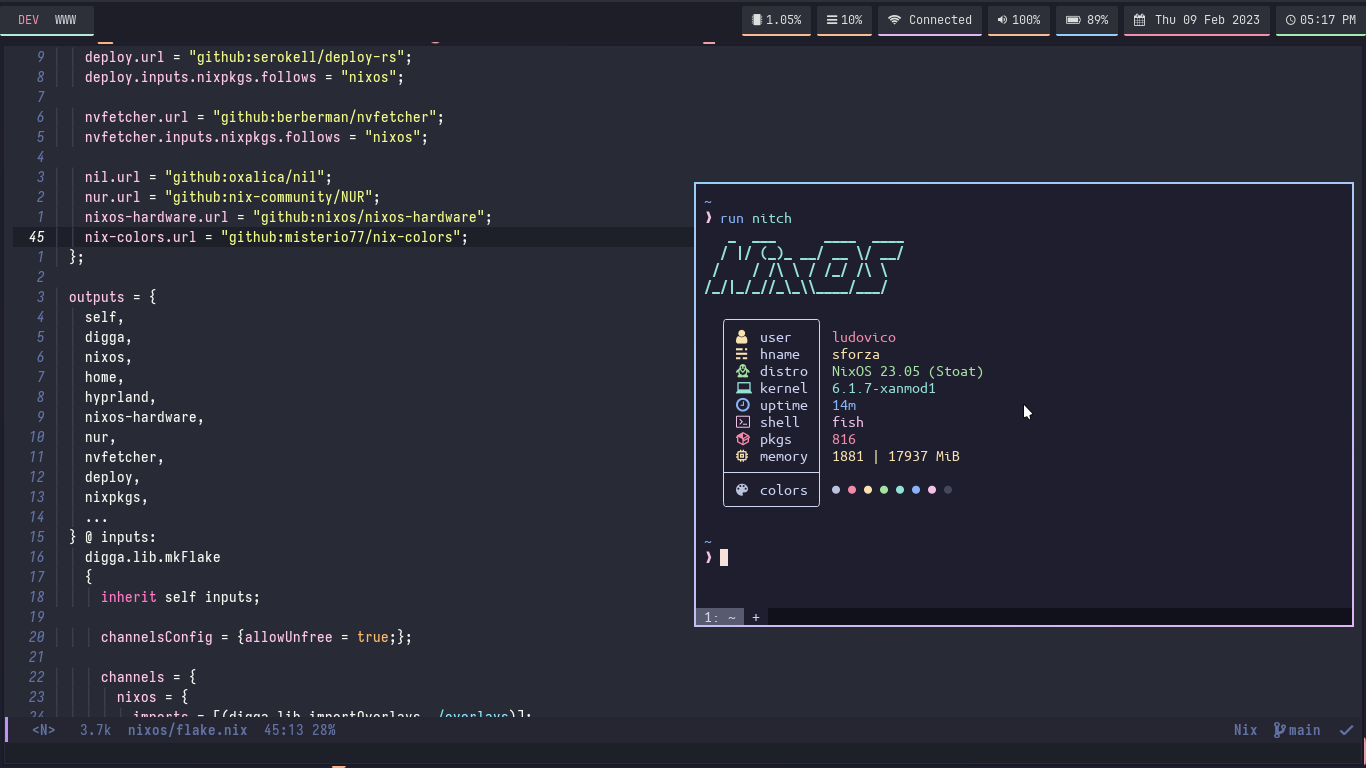 DEV WWW 1.05% 10% Connected 100% 89% Thu 09 Feb 2023 05:17 PM
9 deploy.url = "github:serokell/deploy-rs";
8 deploy.inputs.nixpkgs.follows = "nixos";
7
6 nvfetcher.url = "github:berberman/nvfetcher";
5 nvfetcher.inputs.nixpkgs.follows = "nixos";
4
3 nil.url = "github:oxalica/nil";
2 nur.url = "github:nix-community/NUR";
1 nixos-hardware.url = "github:nixos/nixos-hardware";
45 nix-colors.url = "github:misterio77/nix-colors";
1 };
2
3 outputs = {
4 self,
5 digga,
6 nixos,
7 home,
8 hyprland,
9 nixos-hardware,
10 nur,
11 nvfetcher,
12 deploy,
13 nixpkgs,
14 ...
15 } @ inputs:
16 digga.lib.mkFlake
17 {
18 inherit self inputs;
19
20 channelsConfig = {allowUnfree = true;};
21
22 channels = {
23 nixos = {
24 imports = [(digga.lib.importOverlays ./overlays)];
<N> 3.7k nixos/flake.nix 45:13 28% Nix main
~
❯ run nitch
NixOS
user ludovico
hname sforza
distro NixOS 23.05 (Stoat)
kernel 6.1.7-xanmod1
uptime 14m
shell fish
pkgs 816
memory 1881 | 17937 MiB
colors
~
❯
1: ~ +